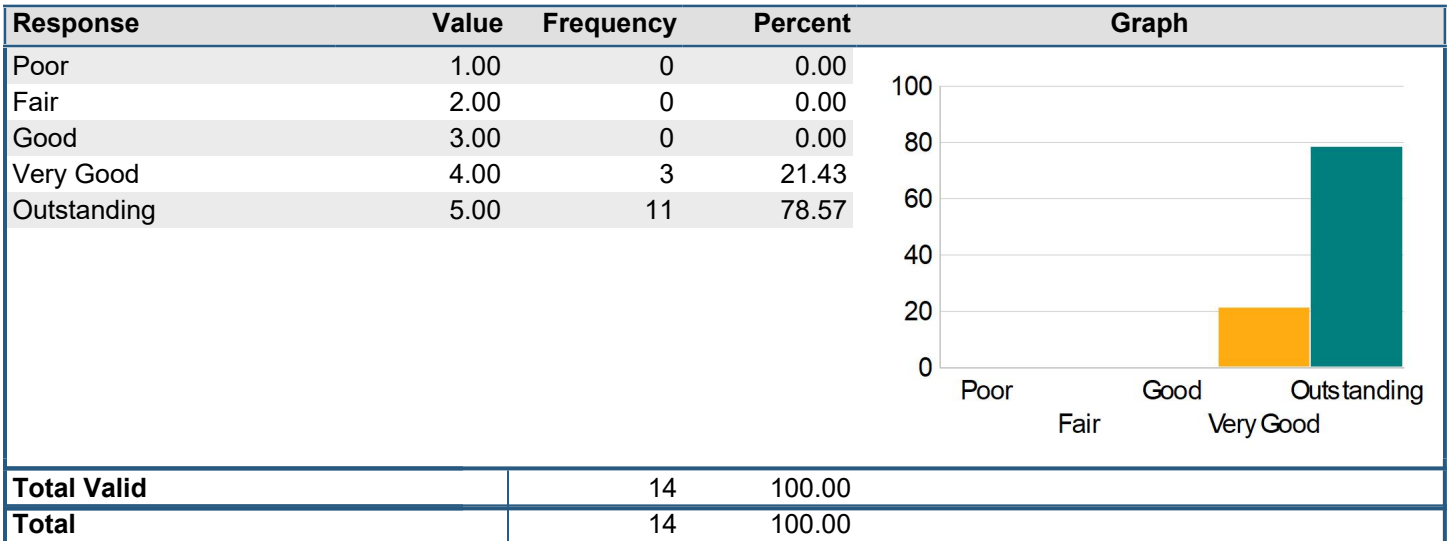 Response Value Frequency Percent Graph
Poor 1.00 0 0.00
Fair 2.00 0 0.00
Good 3.00 0 0.00
Very Good 4.00 3 21.43
Outstanding 5.00 11 78.57
100
80
60
40
20
0
Poor Good Outstanding
Fair Very Good
Total Valid 14 100.00
Total 14 100.00